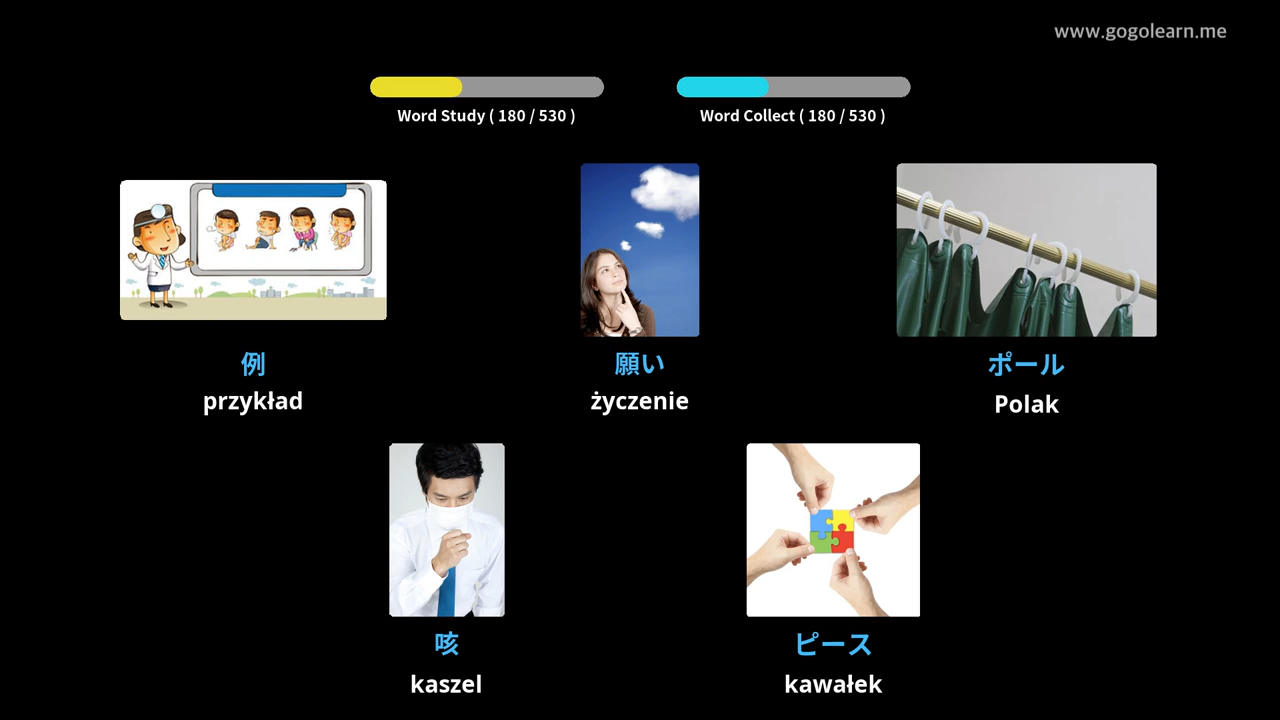 www.gogolearn.me
Word Study ( 180 / 530 )
Word Collect ( 180 / 530 )
例
przykład
願い
życzenie
ポール
Polak
咳
kaszel
ピース
kawałek